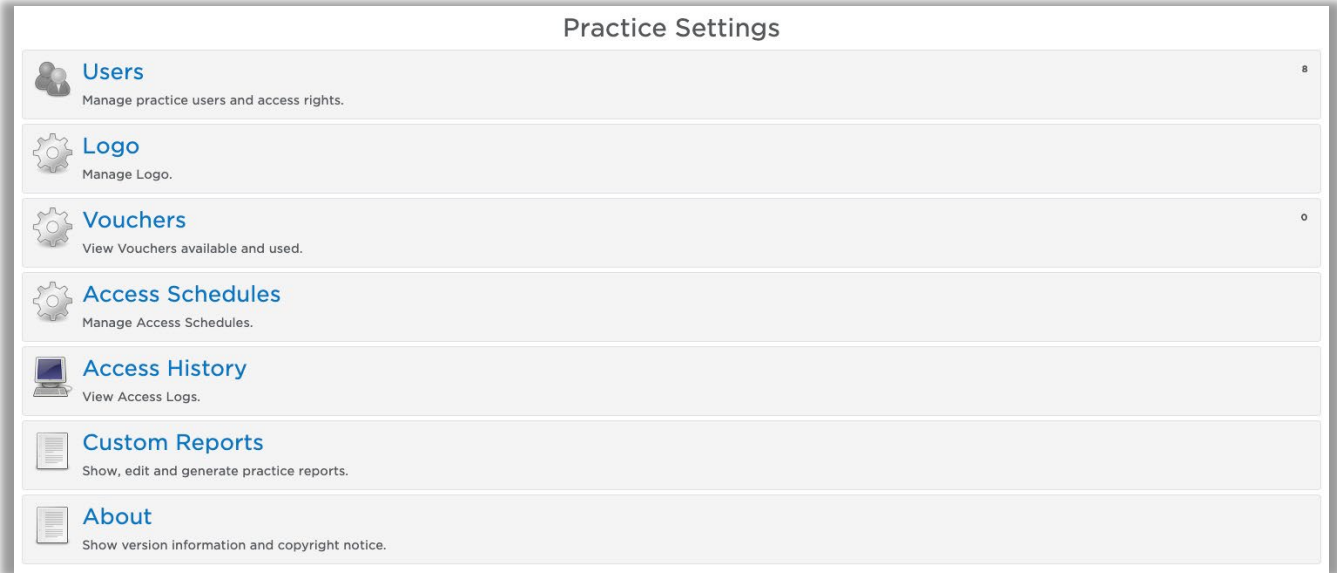 Practice Settings
Users
8
Manage practice users and access rights.
Logo
Manage Logo.
Vouchers
0
View Vouchers available and used.
Access Schedules
Manage Access Schedules.
Access History
View Access Logs.
Custom Reports
Show, edit and generate practice reports.
About
Show version information and copyright notice.